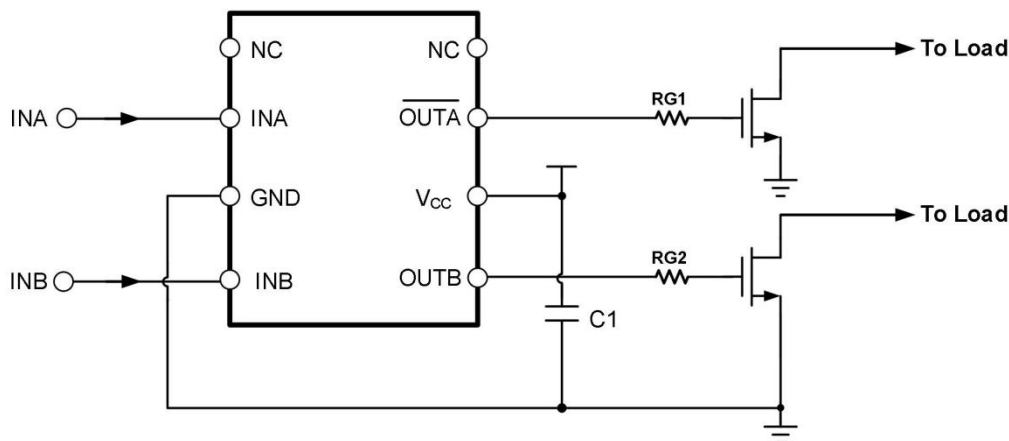 NC
NC
To Load
INA
INA
OUTA
RG1
GND
VCC
To Load
INB
INB
OUTB
RG2
C1